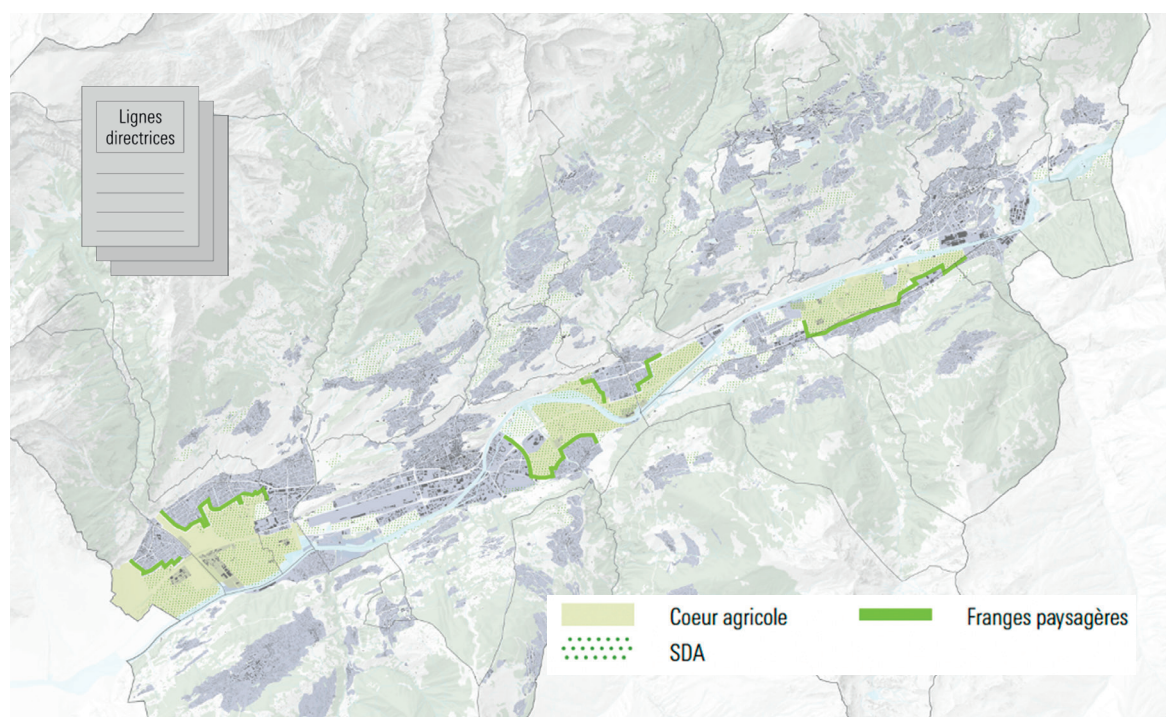 Lignes
directrices
Coeur agricole
Franges paysagères
SDA